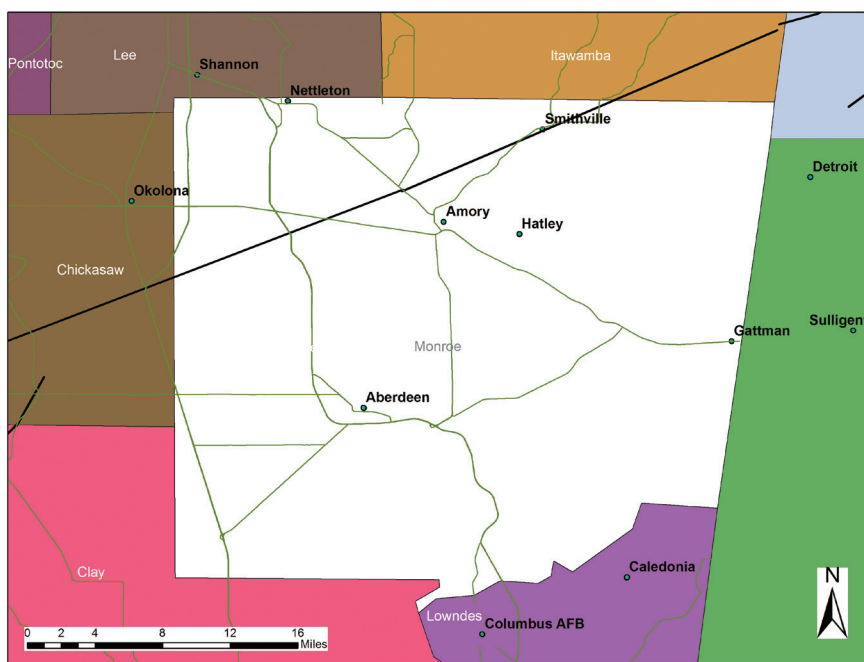 Pontotoc
Lee
Shannon
Itawamba
Nettleton
Smithville
Detroit
Okolona
Amory
Hatley
Chickasaw
Monroe
Gattman
Sulligent
Aberdeen
Clay
Caledonia
Lowndes
Columbus AFB
N
0 2 4 8 12 16
Miles